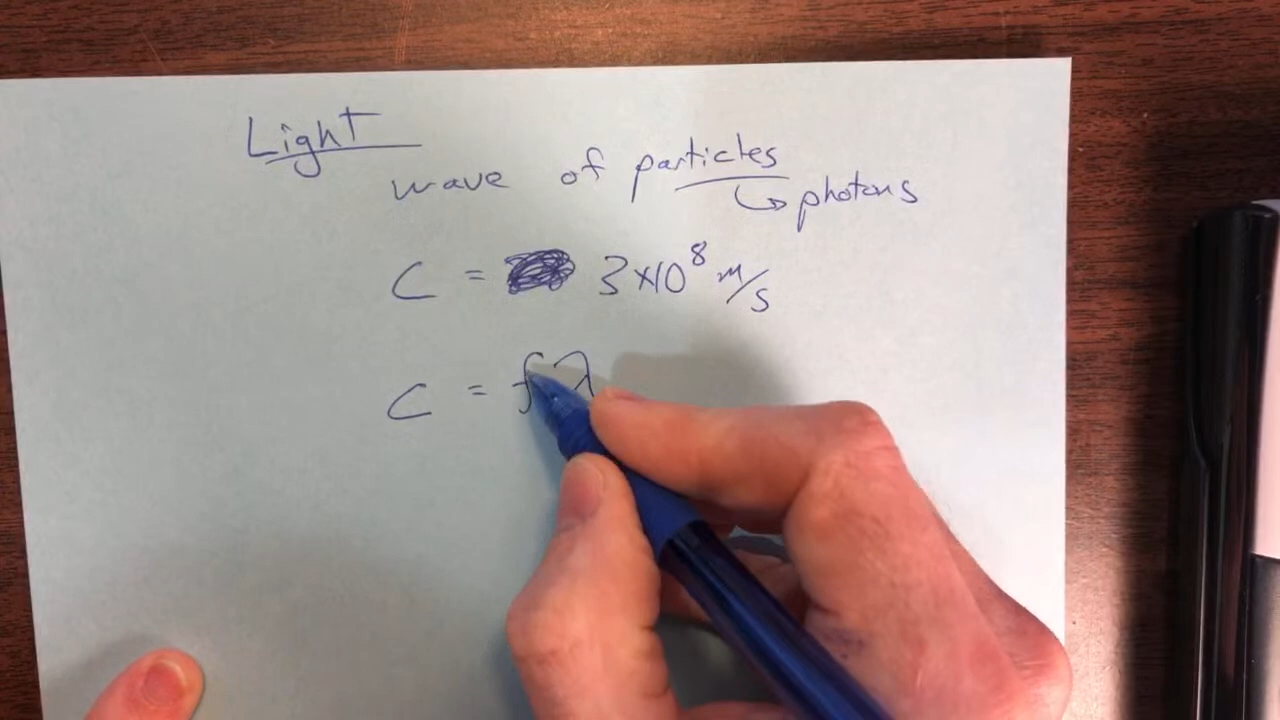 Light
wave of particles
↳ photons
C = 3×10⁸ m/s
C = fλ